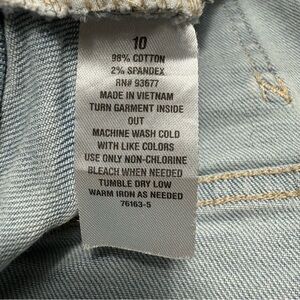 10
98% COTTON
2% SPANDEX
RN# 93677
MADE IN VIETNAM
TURN GARMENT INSIDE
OUT
MACHINE WASH COLD
WITH LIKE COLORS
USE ONLY NON-CHLORINE
BLEACH WHEN NEEDED
TUMBLE DRY LOW
WARM IRON AS NEEDED
76163-5